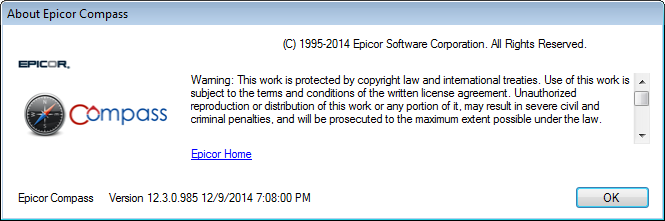 About Epicor Compass
(C) 1995-2014 Epicor Software Corporation. All Rights Reserved.
EPICOR.
Compass
Warning: This work is protected by copyright law and international treaties. Use of this work is
subject to the terms and conditions of the written license agreement. Unauthorized
reproduction or distribution of this work or any portion of it, may result in severe civil and
criminal penalties, and will be prosecuted to the maximum extent possible under the law.
Epicor Home
Epicor Compass Version 12.3.0.985 12/9/2014 7:08:00 PM
OK